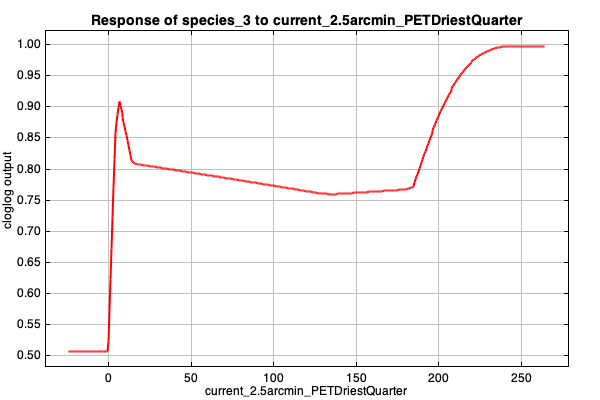 Response of species_3 to current_2.5arcmin_PETDriestQuarter
1.00
0.95
0.90
0.85
0.80
0.75
0.70
0.65
0.60
0.55
0.50
cloglog output
0 50 100 150 200 250
current_2.5arcmin_PETDriestQuarter